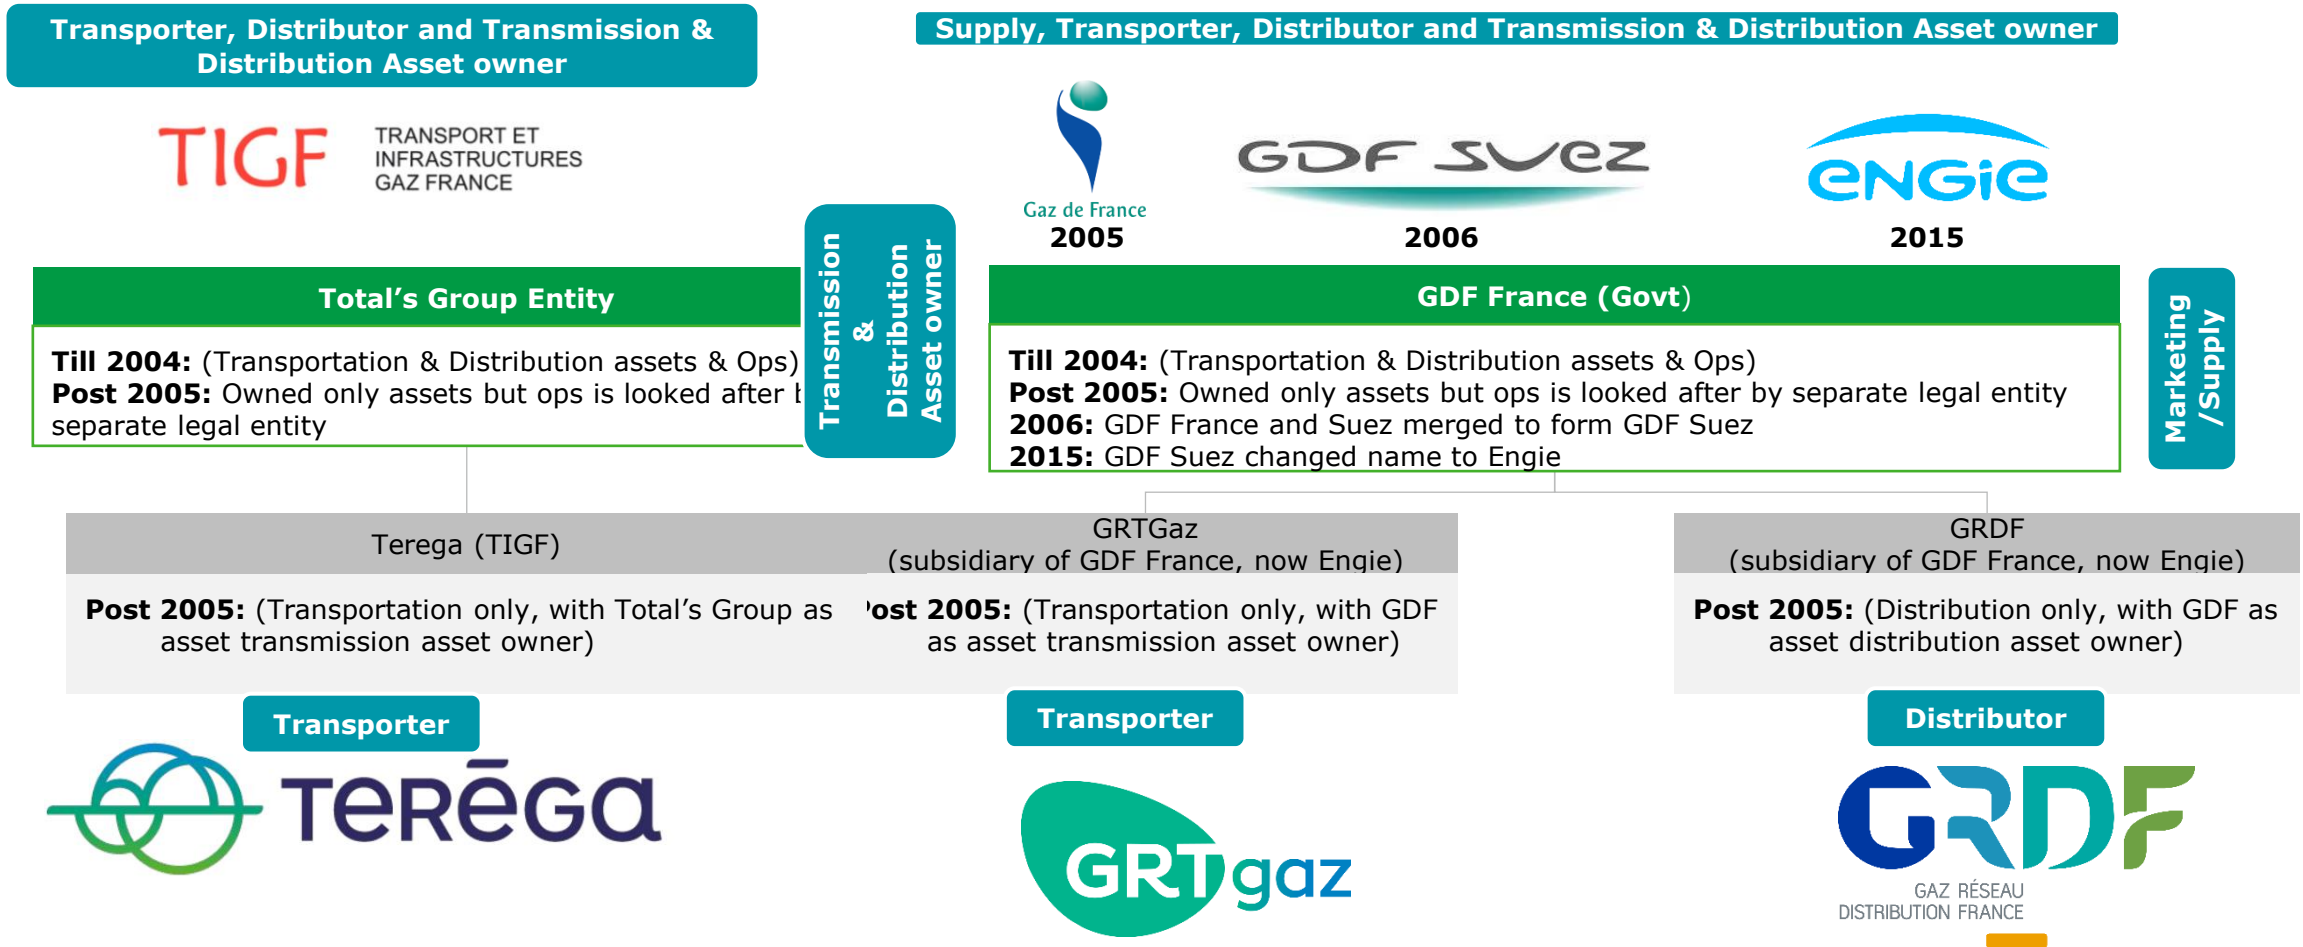 Transporter, Distributor and Transmission &
Distribution Asset owner
TIGF
TRANSPORT ET
INFRASTRUCTURES
GAZ FRANCE
Total’s Group Entity
Till 2004: (Transportation & Distribution assets & Ops)
Post 2005: Owned only assets but ops is looked after
separate legal entity
Transmission
&
Distribution
Asset owner
Supply, Transporter, Distributor and Transmission & Distribution Asset owner
Gaz de France
2005
GDF SUEZ
2006
ENGIE
2015
GDF France (Govt)
Till 2004: (Transportation & Distribution assets & Ops)
Post 2005: Owned only assets but ops is looked after by separate legal entity
2006: GDF France and Suez merged to form GDF Suez
2015: GDF Suez changed name to Engie
Marketing
/Supply
Terega (TIGF)
Post 2005: (Transportation only, with Total’s Group as
asset transmission asset owner)
Transporter
TERĒGA
GRTGaz
(subsidiary of GDF France, now Engie)
Post 2005: (Transportation only, with GDF
as asset transmission asset owner)
Transporter
GRTgaz
GRDF
(subsidiary of GDF France, now Engie)
Post 2005: (Distribution only, with GDF as
asset distribution asset owner)
Distributor
GRDF
GAZ RÉSEAU
DISTRIBUTION FRANCE